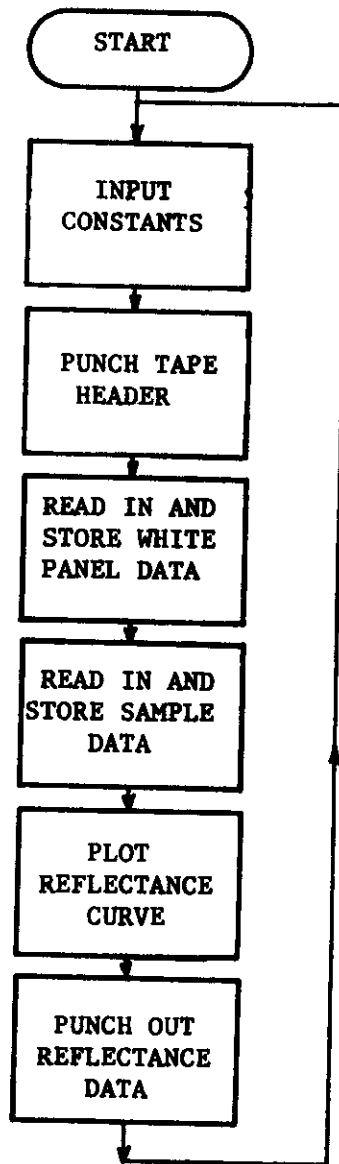 START
INPUT
CONSTANTS
PUNCH TAPE
HEADER
READ IN AND
STORE WHITE
PANEL DATA
READ IN AND
STORE SAMPLE
DATA
PLOT
REFLECTANCE
CURVE
PUNCH OUT
REFLECTANCE
DATA